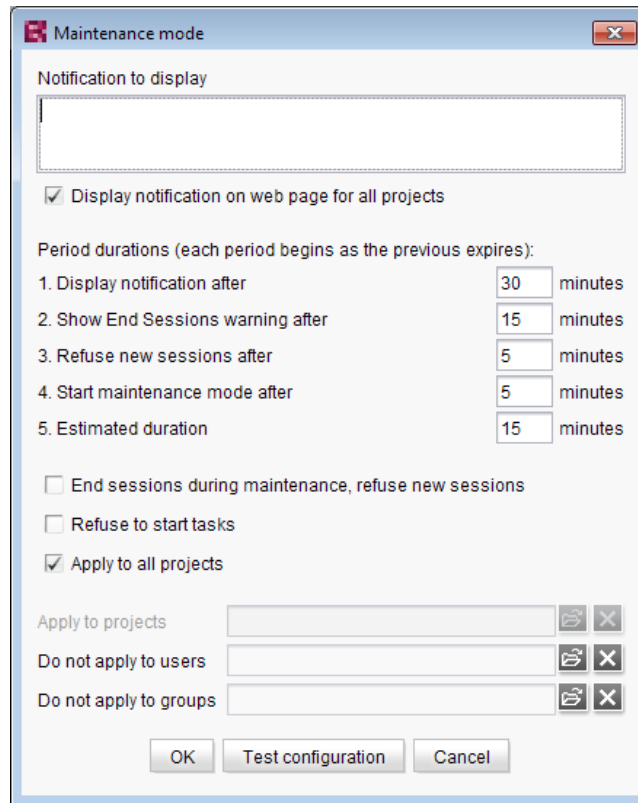 Maintenance mode
Notification to display
Display notification on web page for all projects
Period durations (each period begins as the previous expires):
1. Display notification after 30 minutes
2. Show End Sessions warning after 15 minutes
3. Refuse new sessions after 5 minutes
4. Start maintenance mode after 5 minutes
5. Estimated duration 15 minutes
End sessions during maintenance, refuse new sessions
Refuse to start tasks
Apply to all projects
Apply to projects
Do not apply to users
Do not apply to groups
OK Test configuration Cancel